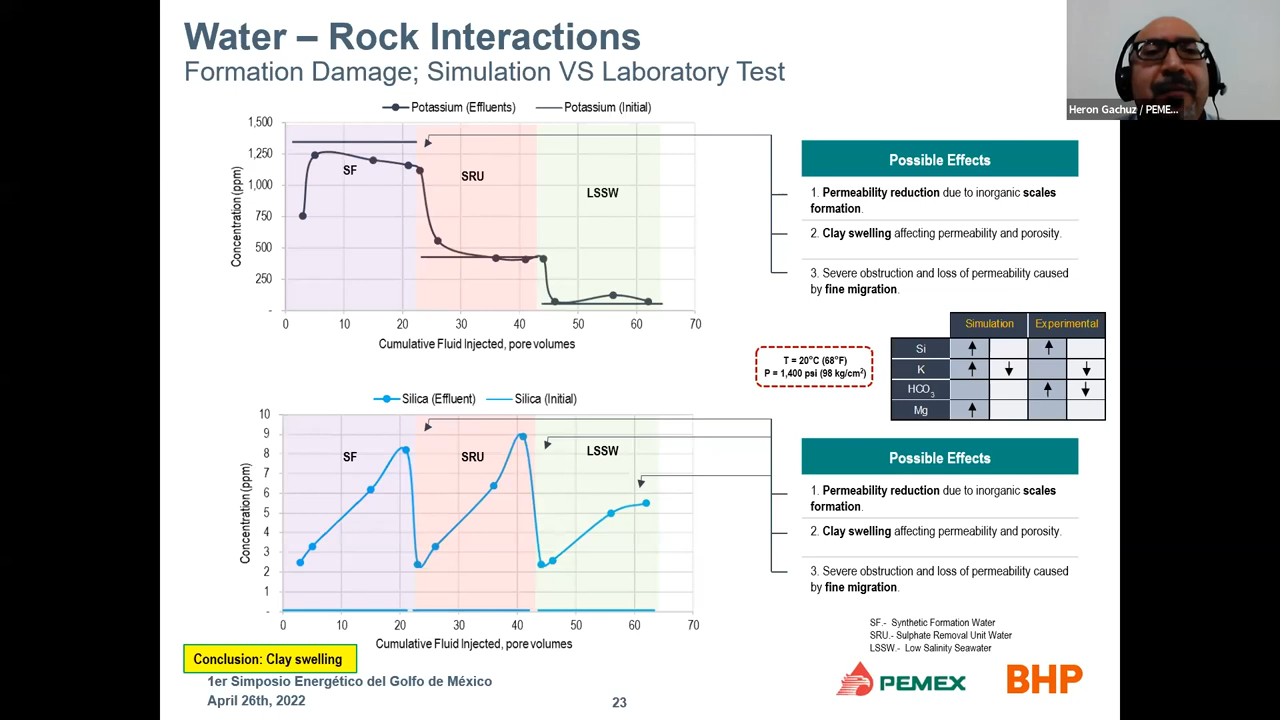 Water – Rock Interactions
Formation Damage; Simulation VS Laboratory Test
Heron Gachuz / PEME...
Potassium (Effluents)
Potassium (Initial)
1,500
1,250
1,000
750
500
250
-
Concentration (ppm)
SF
SRU
LSSW
0
10
20
30
40
50
60
70
Cumulative Fluid Injected, pore volumes
Possible Effects
1. Permeability reduction due to inorganic scales
formation.
2. Clay swelling affecting permeability and porosity.
3. Severe obstruction and loss of permeability caused
by fine migration.
T = 20°C (68°F)
P = 1,400 psi (98 kg/cm²)
Simulation Experimental
Si ↑ ↑
K ↑ ↓ ↓
HCO3 ↑ ↓
Mg ↑
Silica (Effluent)
Silica (Initial)
10
9
8
7
6
5
4
3
2
1
-
Concentration (ppm)
SF
SRU
LSSW
0
10
20
30
40
50
60
70
Cumulative Fluid Injected, pore volumes
Possible Effects
1. Permeability reduction due to inorganic scales
formation.
2. Clay swelling affecting permeability and porosity.
3. Severe obstruction and loss of permeability caused
by fine migration.
SF.- Synthetic Formation Water
SRU.- Sulphate Removal Unit Water
LSSW.- Low Salinity Seawater
Conclusion: Clay swelling
1er Simposio Energético del Golfo de México
April 26th, 2022
23
PEMEX
BHP